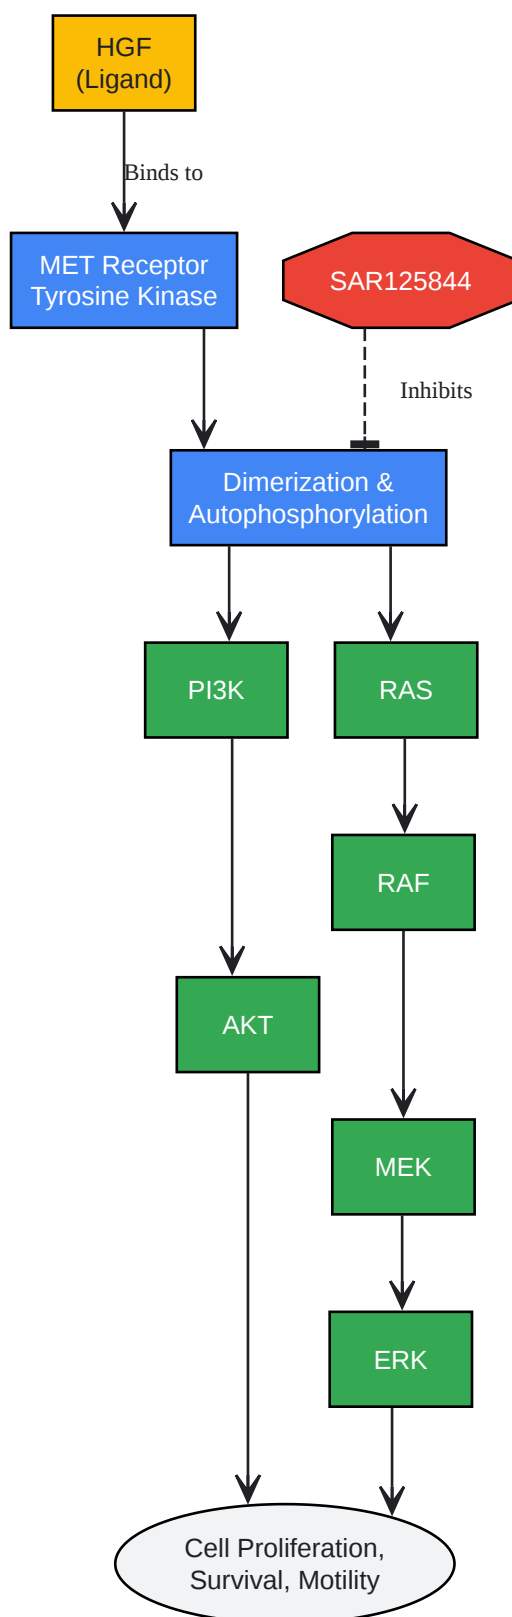 HGF
(Ligand)
Binds to
MET Receptor
Tyrosine Kinase
SAR125844
Inhibits
Dimerization &
Autophosphorylation
PI3K
RAS
RAF
AKT
MEK
ERK
Cell Proliferation,
Survival, Motility